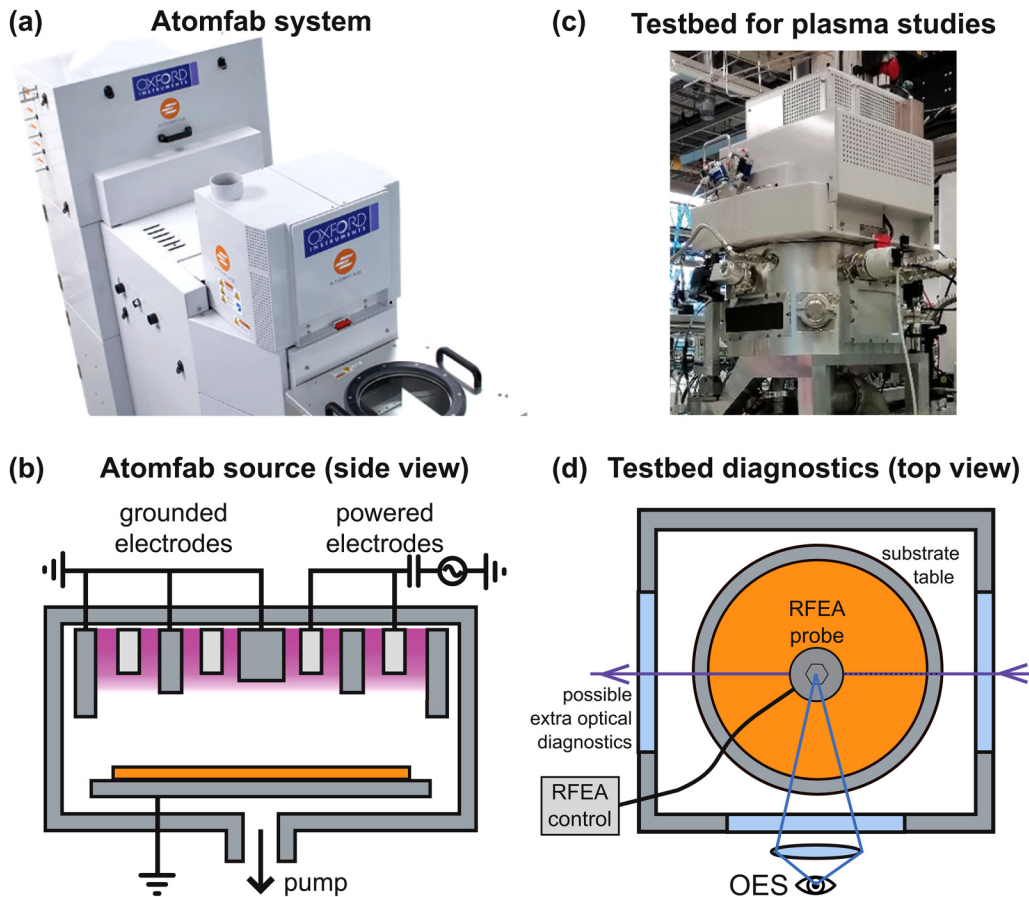 (a) Atomfab system
OXFORD
INSTRUMENTS
ATOMFAB
OXFORD
INSTRUMENTS
ATOMFAB
(c) Testbed for plasma studies
(b) Atomfab source (side view)
grounded
electrodes
powered
electrodes
pump
(d) Testbed diagnostics (top view)
substrate
table
RFEA
probe
possible
extra optical
diagnostics
RFEA
control
OES